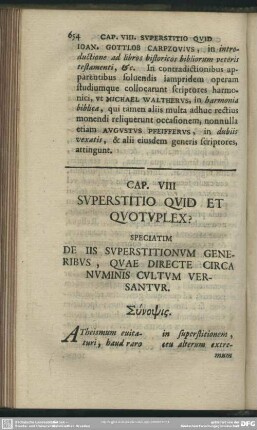 654 CAP. VIII. SVPERSTITIO QVID
IOAN. GOTTLOB CARPZOVIVS, in intro-
ductione ad libros historicos bibliorum veteris
testamenti, &c. In contradictionibus ap-
parentibus soluendis iampridem operam
studiumque collocarunt scriptores harmo-
nici, vt MICHAEL WALTHERVS, in harmonia
biblica, qui tamen aliis multa adhuc rectius
monendi reliquerunt occasionem, nonnulla
etiam AVGVSTVS PFEIFFERVS, in dubiis
vexatis, & alii eiusdem generis scriptores,
attingunt.
CAP. VIII
SVPERSTITIO QVID ET
QVOTVPLEX?
SPECIATIM
DE IIS SVPERSTITIONVM GENE-
RIBVS, QVAE DIRECTE CIRCA
NVMINIS CVLTVM VER-
SANTVR.
Σύνοψις.
Atheismum euita-
turi, haud raro
in superstitionem,
ceu alterum extre-
mum
DFG